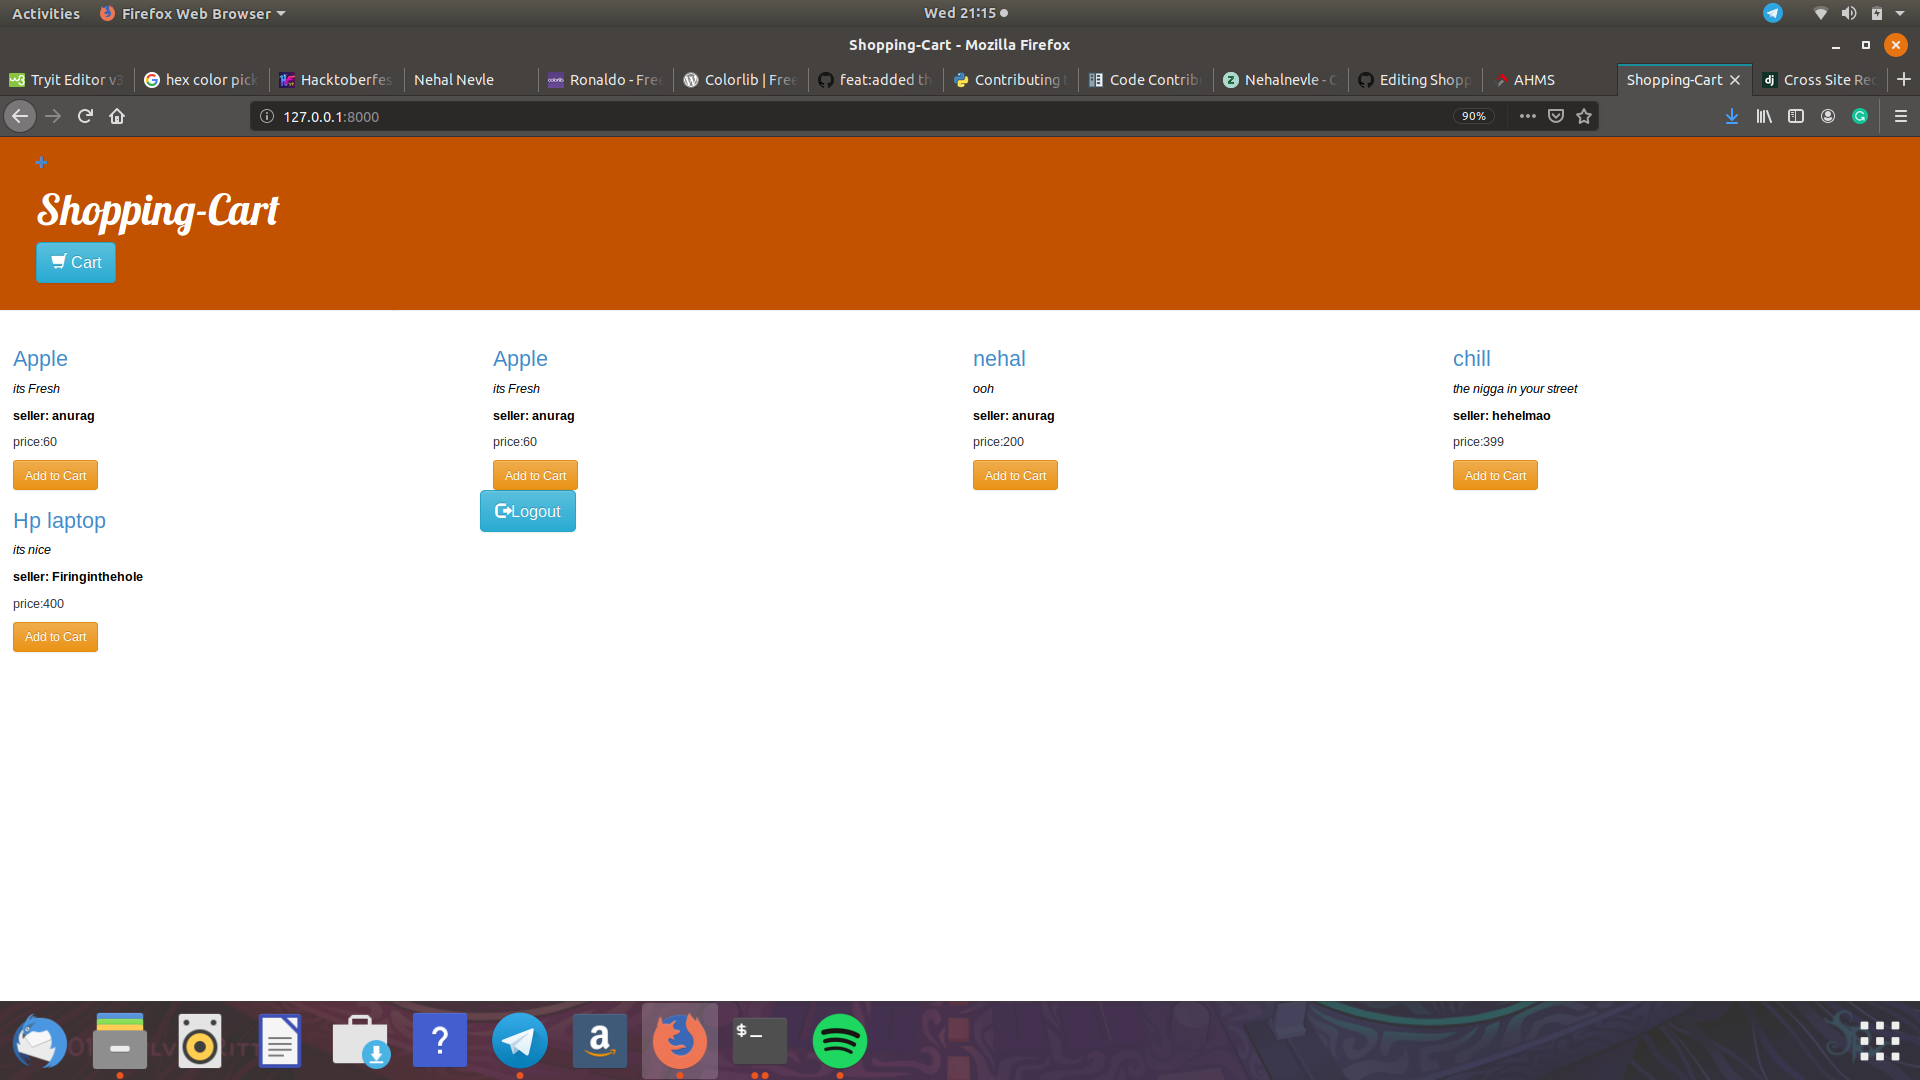 Activities Firefox Web Browser Wed 21:15
Shopping-Cart - Mozilla Firefox
Tryit Editor v3 hex color pick Hacktoberfes Nehal Nevle Ronaldo - Fre Colorlib | Free feat:added th Contributing Code Contrib Nehalnevle - C Editing Shopp AHMS Shopping-Cart Cross Site Rec
127.0.0.1:8000 90%
Shopping-Cart
Cart
Apple Apple nehal chill
its Fresh its Fresh ooh the nigga in your street
seller: anurag seller: anurag seller: anurag seller: hehelmao
price:60 price:60 price:200 price:399
Add to Cart Add to Cart Add to Cart Add to Cart
Logout
Hp laptop
its nice
seller: Firinginthehole
price:400
Add to Cart